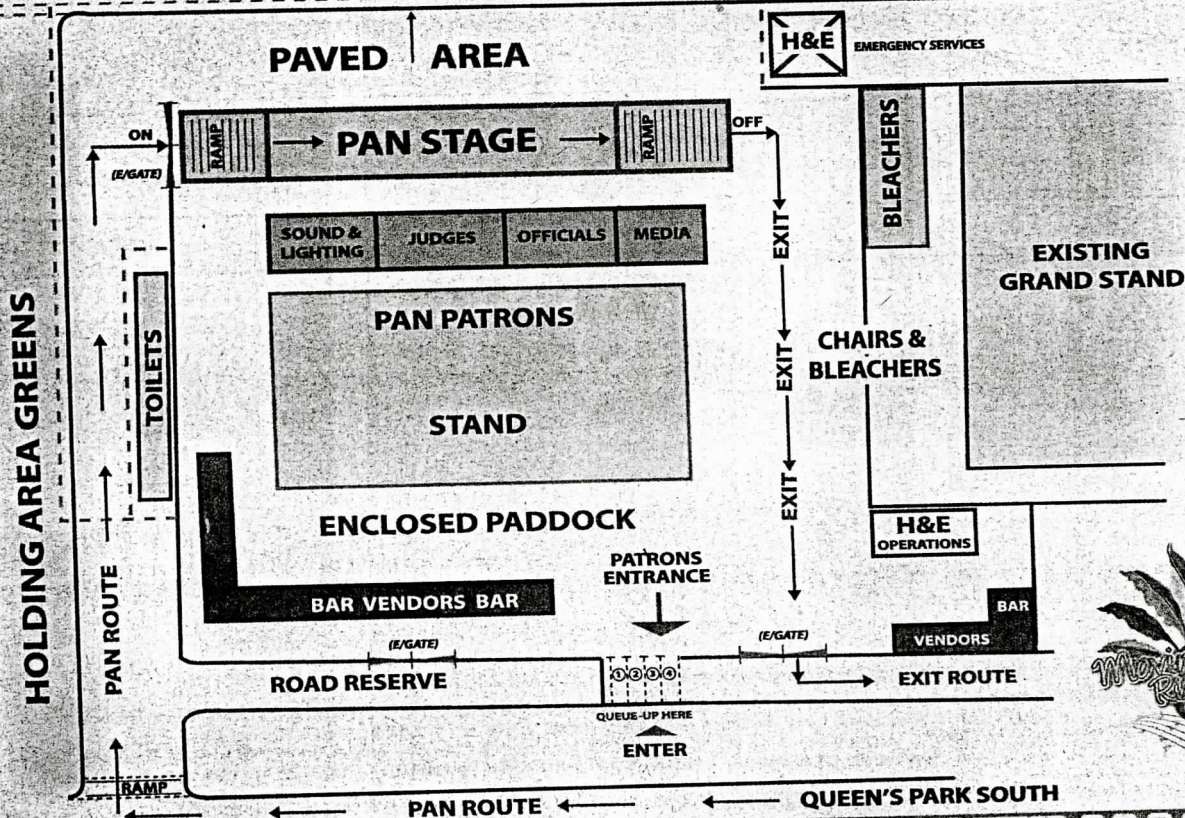 PAVED AREA
H&E
EMERGENCY SERVICES
ON
(E/GATE)
RAMP
PAN STAGE
RAMP
OFF
BLEACHERS
SOUND &
LIGHTING
JUDGES
OFFICIALS
MEDIA
EXIT
EXISTING
GRAND STAND
HOLDING AREA GREENS
TOILETS
PAN PATRONS
STAND
EXIT
CHAIRS &
BLEACHERS
EXIT
ENCLOSED PADDOCK
H&E
OPERATIONS
PAN ROUTE
PATRONS
ENTRANCE
BAR VENDORS BAR
BAR
VENDORS
(E/GATE)
(E/GATE)
ROAD RESERVE
① ② ③ ④
EXIT ROUTE
QUEUE-UP HERE
ENTER
RAMP
PAN ROUTE
QUEEN'S PARK SOUTH